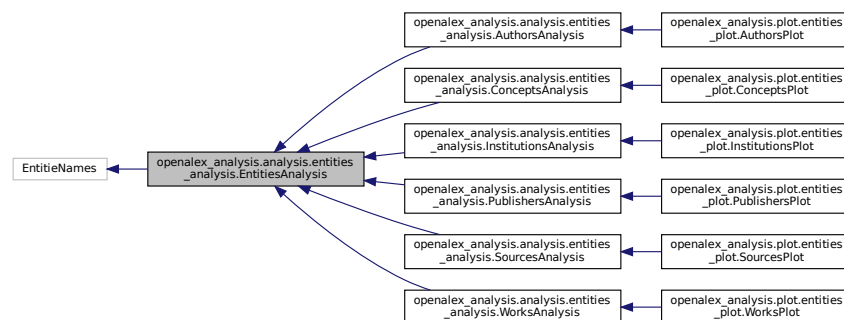 openalex_analysis.analysis.entities
_analysis.AuthorsAnalysis
openalex_analysis.plot.entities
_plot.AuthorsPlot
openalex_analysis.analysis.entities
_analysis.ConceptsAnalysis
openalex_analysis.plot.entities
_plot.ConceptsPlot
openalex_analysis.analysis.entities
_analysis.InstitutionsAnalysis
openalex_analysis.plot.entities
_plot.InstitutionsPlot
EntitieNames
openalex_analysis.analysis.entities
_analysis.EntitiesAnalysis
openalex_analysis.analysis.entities
_analysis.PublishersAnalysis
openalex_analysis.plot.entities
_plot.PublishersPlot
openalex_analysis.analysis.entities
_analysis.SourcesAnalysis
openalex_analysis.plot.entities
_plot.SourcesPlot
openalex_analysis.analysis.entities
_analysis.WorksAnalysis
openalex_analysis.plot.entities
_plot.WorksPlot